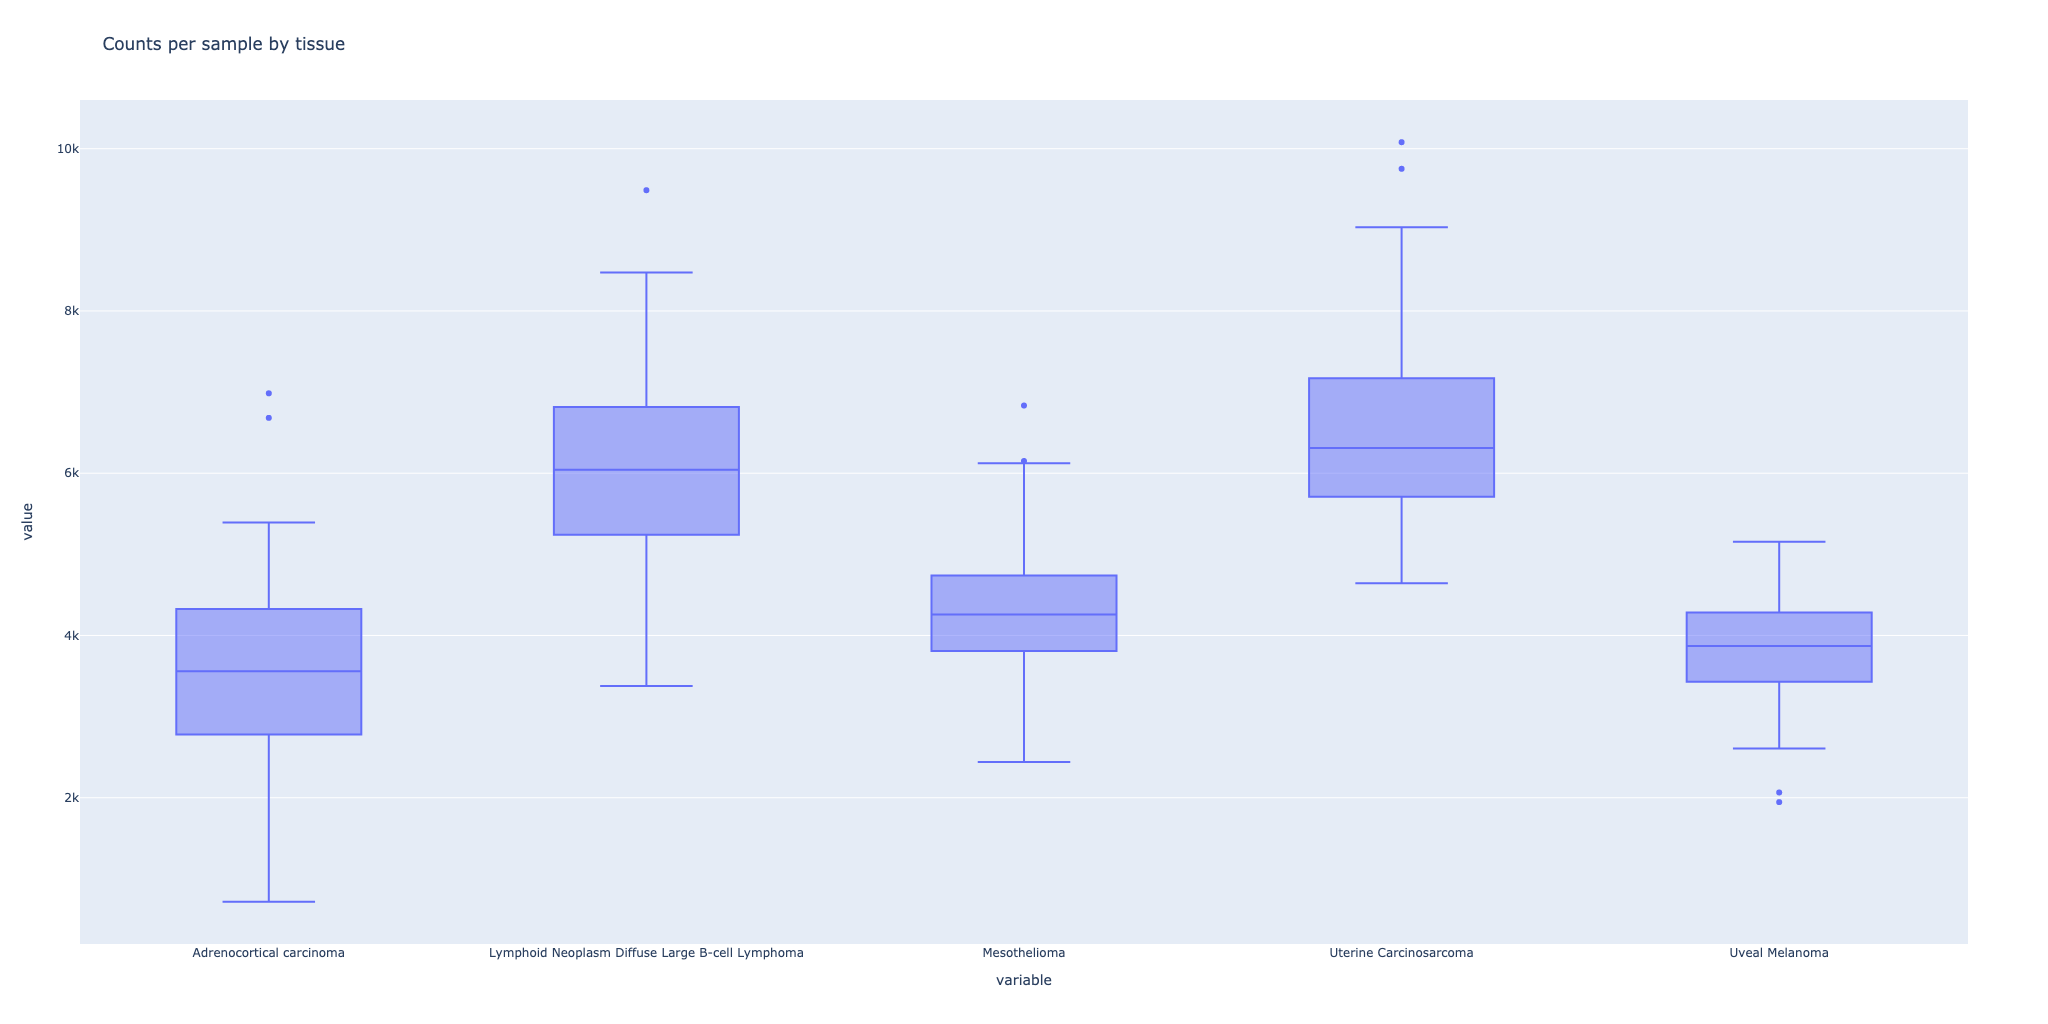 Counts per sample by tissue
10k
8k
6k
4k
2k
value
Adrenocortical carcinoma
Lymphoid Neoplasm Diffuse Large B-cell Lymphoma
Mesothelioma
Uterine Carcinosarcoma
Uveal Melanoma
variable